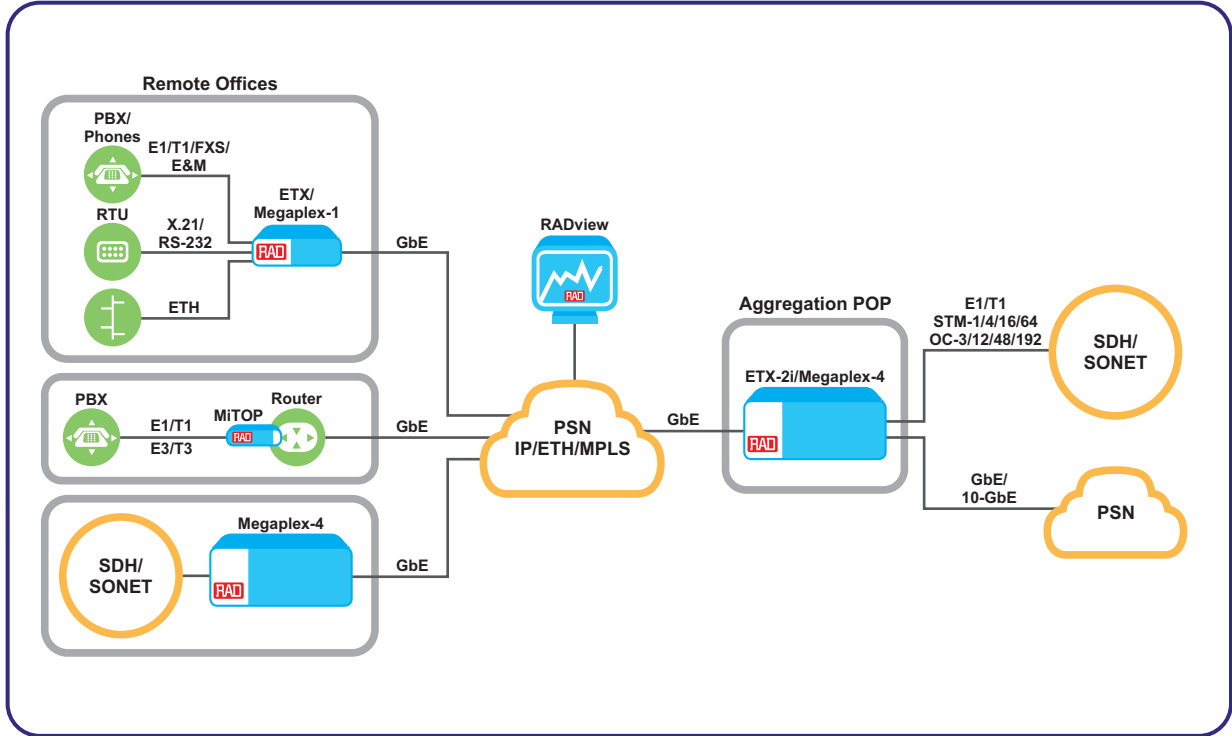 Remote Offices
PBX/
Phones
E1/T1/FXS/
E&M
RTU
X.21/
RS-232
ETH
ETX/
Megaplex-1
RAD
GbE
PBX
E1/T1
E3/T3
MiTOP
RAD
Router
GbE
SDH/
SONET
Megaplex-4
RAD
GbE
RADview
RAD
PSN
IP/ETH/MPLS
GbE
Aggregation POP
ETX-2i/Megaplex-4
RAD
E1/T1
STM-1/4/16/64
OC-3/12/48/192
SDH/
SONET
GbE/
10-GbE
PSN